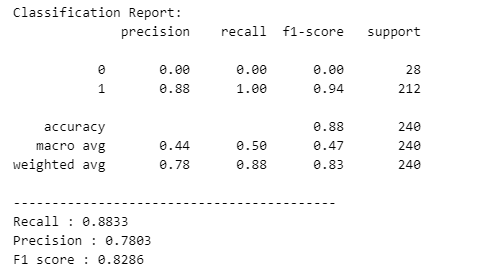 Classification Report:
precision recall f1-score support
0 0.00 0.00 0.00 28
1 0.88 1.00 0.94 212
accuracy 0.88 240
macro avg 0.44 0.50 0.47 240
weighted avg 0.78 0.88 0.83 240
----------------------------------------
Recall : 0.8833
Precision : 0.7803
F1 score : 0.8286